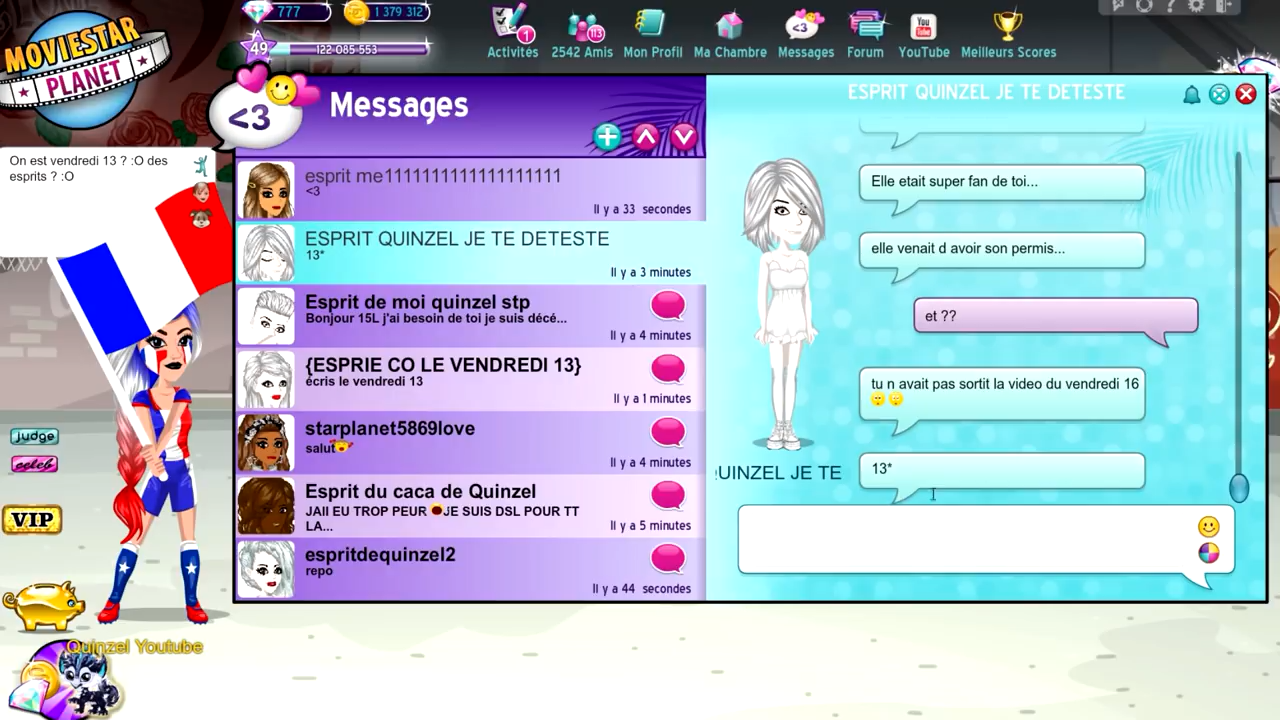 MOVIESTAR
PLANET
777
1 379 312
49
122 085 553
1
113
<3
You
Tube
Activités
2542 Amis
Mon Profil
Ma Chambre
Messages
Forum
YouTube
Meilleurs Scores
On est vendredi 13 ? :O des
esprits ? :O
judge
celeb
VIP
Quinzel Youtube
<3
Messages
esprit me1111111111111111111
<3
Il y a 33 secondes
ESPRIT QUINZEL JE TE DETESTE
13*
Il y a 3 minutes
Esprit de moi quinzel stp
Bonjour 15L j'ai besoin de toi je suis décé...
Il y a 4 minutes
{ESPRIE CO LE VENDREDI 13}
écris le vendredi 13
Il y a 1 minutes
starplanet5869love
salut
Il y a 4 minutes
Esprit du caca de Quinzel
JAII EU TROP PEUR JE SUIS DSL POUR TT
LA...
Il y a 5 minutes
espritdequinzel2
repo
Il y a 44 secondes
ESPRIT QUINZEL JE TE DETESTE
Elle etait super fan de toi...
elle venait d avoir son permis...
et ??
tu n avait pas sortit la video du vendredi 16
13*
UINZEL JE TE